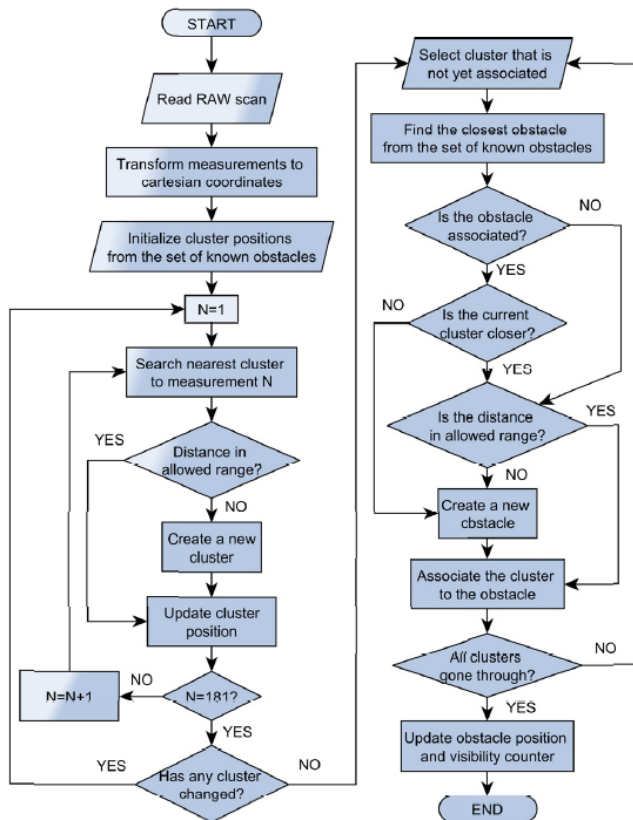 START
Read RAW scan
Transform measurements to
cartesian coordinates
Initialize cluster positions
from the set of known obstacles
N=1
Search nearest cluster
to measurement N
YES
Distance in
allowed range?
NO
Create a new
cluster
Update cluster
position
N=N+1
NO
N=181?
YES
YES
Has any cluster
changed?
NO
Select cluster that is
not yet associated
Find the closest obstacle
from the set of known obstacles
Is the obstacle
associated?
NO
YES
NO
Is the current
cluster closer?
YES
Is the distance
in allowed range?
YES
NO
Create a new
obstacle
Associate the cluster
to the obstacle
All clusters
gone through?
NO
YES
Update obstacle position
and visibility counter
END